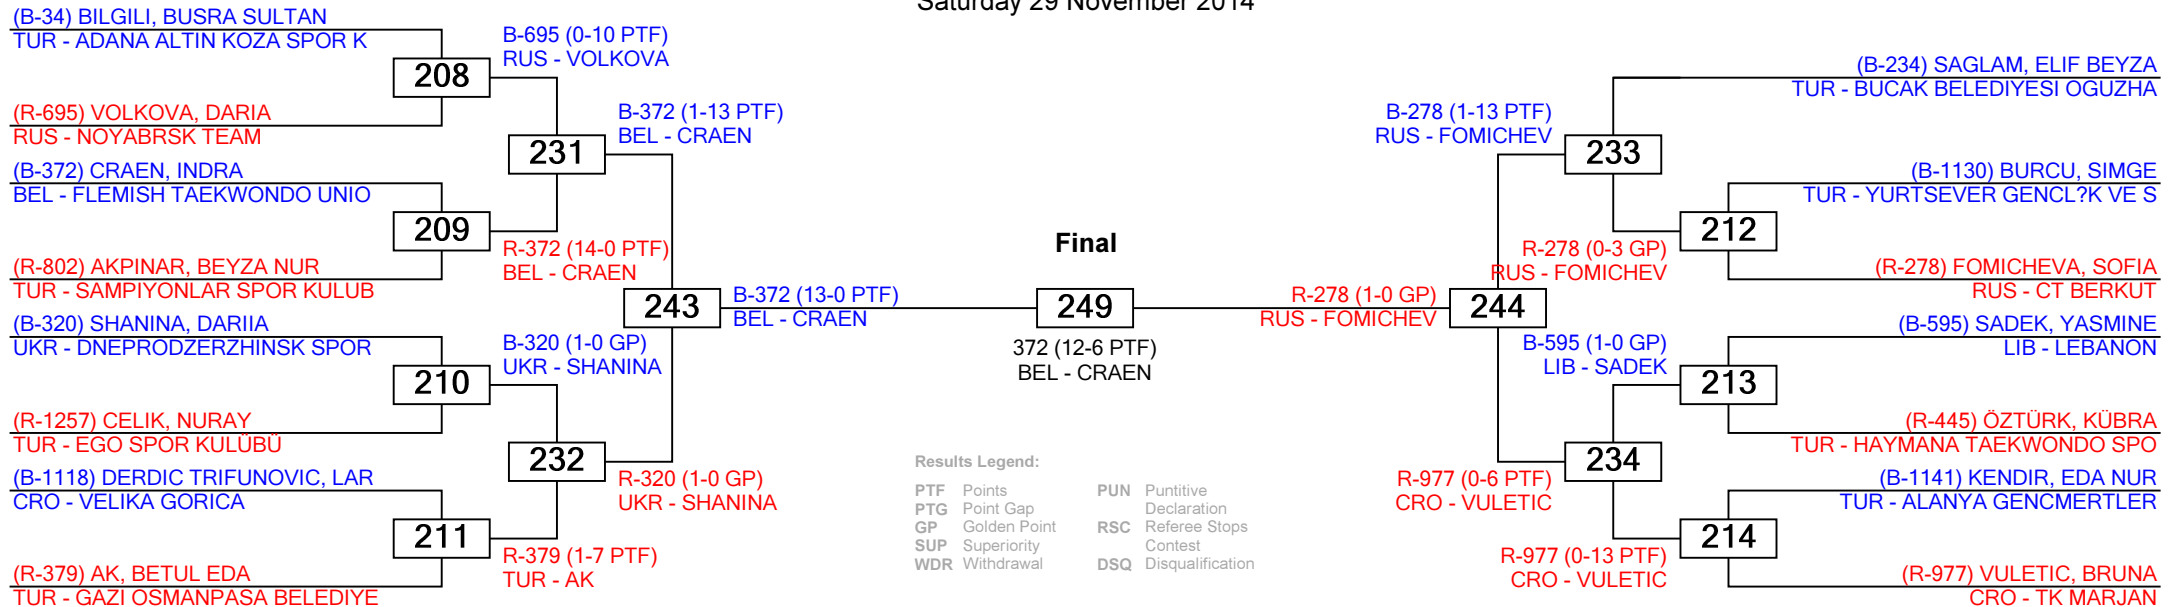 Saturday 29 November 2014
(B-34) BILGILI, BUSRA SULTAN
TUR - ADANA ALTIN KOZA SPOR K
208
(R-695) VOLKOVA, DARIA
RUS - NOYABRSK TEAM
(B-372) CRAEN, INDRA
BEL - FLEMISH TAEKWONDO UNIO
209
(R-802) AKPINAR, BEYZA NUR
TUR - SAMPIYONLAR SPOR KULUB
(B-320) SHANINA, DARIIA
UKR - DNEPRODZERZHINSK SPOR
210
(R-1257) CELIK, NURAY
TUR - EGO SPOR KULÜBÜ
(B-1118) DERDIC TRIFUNOVIC, LAR
CRO - VELIKA GORICA
211
(R-379) AK, BETUL EDA
TUR - GAZI OSMANPASA BELEDIYE
B-695 (0-10 PTF)
RUS - VOLKOVA
231
R-372 (14-0 PTF)
BEL - CRAEN
B-320 (1-0 GP)
UKR - SHANINA
232
R-379 (1-7 PTF)
TUR - AK
B-372 (1-13 PTF)
BEL - CRAEN
243
R-320 (1-0 GP)
UKR - SHANINA
B-372 (13-0 PTF)
BEL - CRAEN
Final
249
372 (12-6 PTF)
BEL - CRAEN
R-278 (1-0 GP)
RUS - FOMICHEV
244
B-278 (1-13 PTF)
RUS - FOMICHEV
233
R-278 (0-3 GP)
RUS - FOMICHEV
B-595 (1-0 GP)
LIB - SADEK
234
R-977 (0-6 PTF)
CRO - VULETIC
R-977 (0-13 PTF)
CRO - VULETIC
(B-234) SAGLAM, ELIF BEYZA
TUR - BUCAK BELEDIYESI OGUZHA
(B-1130) BURCU, SIMGE
TUR - YURTSEVER GENCL?K VE S
212
(R-278) FOMICHEVA, SOFIA
RUS - CT BERKUT
(B-595) SADEK, YASMINE
LIB - LEBANON
213
(R-445) ÖZTÜRK, KÜBRA
TUR - HAYMANA TAEKWONDO SPO
(B-1141) KENDIR, EDA NUR
TUR - ALANYA GENCMERTLER
214
(R-977) VULETIC, BRUNA
CRO - TK MARJAN
Results Legend:
PTF Points
PTG Point Gap
GP Golden Point
SUP Superiority
WDR Withdrawal
PUN Puntitive
Declaration
RSC Referee Stops
Contest
DSQ Disqualification